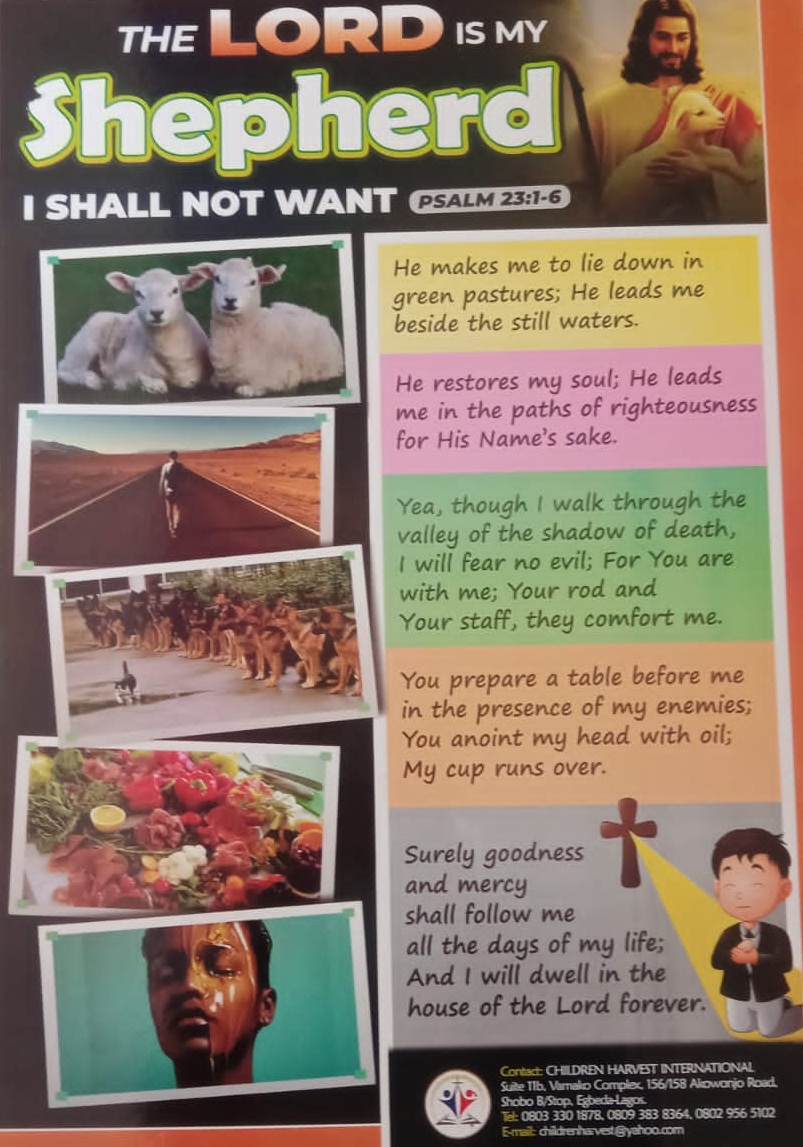 THE LORD IS MY
Shepherd
I SHALL NOT WANT PSALM 23:1-6
He makes me to lie down in
green pastures; He leads me
beside the still waters.
He restores my soul; He leads
me in the paths of righteousness
for His Name's sake.
Yea, though I walk through the
valley of the shadow of death,
I will fear no evil; For You are
with me; Your rod and
Your staff, they comfort me.
You prepare a table before me
in the presence of my enemies;
You anoint my head with oil;
My cup runs over.
Surely goodness
and mercy
shall follow me
all the days of my life;
And I will dwell in the
house of the Lord forever.
Contact: CHILDREN HARVEST INTERNATIONAL
Suite 11b, Vamako Complex, 156/158 Akowonjo Road,
Shobo B/Stop, Egbeda-Lagos.
Tel: 0803 330 1878, 0809 383 8364, 0802 956 5102
E-mail: childrenharvest@yahoo.com